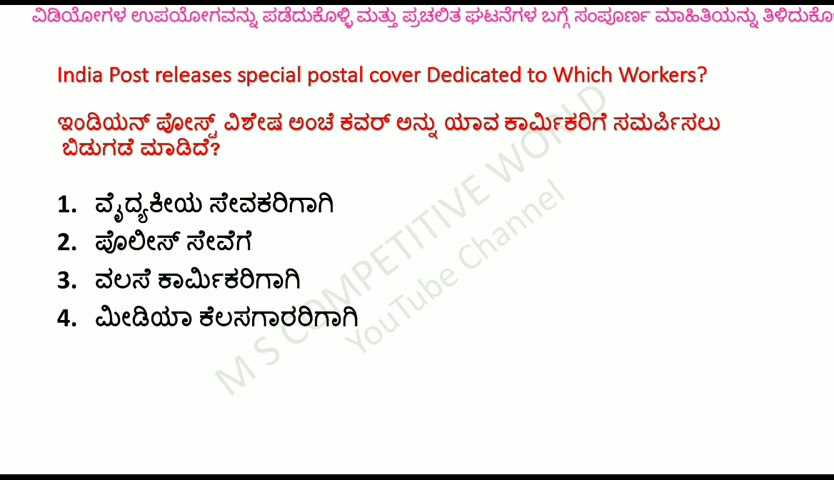 ವಿಡಿಯೋಗಳ ಉಪಯೋಗವನ್ನು ಪಡೆದುಕೊಳ್ಳಿ ಮತ್ತು ಪ್ರಚಲಿತ ಘಟನೆಗಳ ಬಗ್ಗೆ ಸಂಪೂರ್ಣ ಮಾಹಿತಿಯನ್ನು
India Post releases special postal cover Dedicated to Which Workers?
ಇಂಡಿಯನ್ ಪೋಸ್ಟ್ ವಿಶೇಷ ಅಂಚೆ ಕವರ್ ಅನ್ನು ಯಾವ ಕಾರ್ಮಿಕರಿಗೆ ಸಮರ್ಪಿಸಲು
ಬಿಡುಗಡೆ ಮಾಡಿದೆ?
1. ವೈದ್ಯಕೀಯ ಸೇವಕರಿಗಾಗಿ
2. ಪೊಲೀಸ್ ಸೇವೆಗೆ
3. ವಲಸೆ ಕಾರ್ಮಿಕರಿಗಾಗಿ
4. ಮೀಡಿಯಾ ಕೆಲಸಗಾರರಿಗಾಗಿ
M S COMPETITIVE WORLD
YouTube Channel